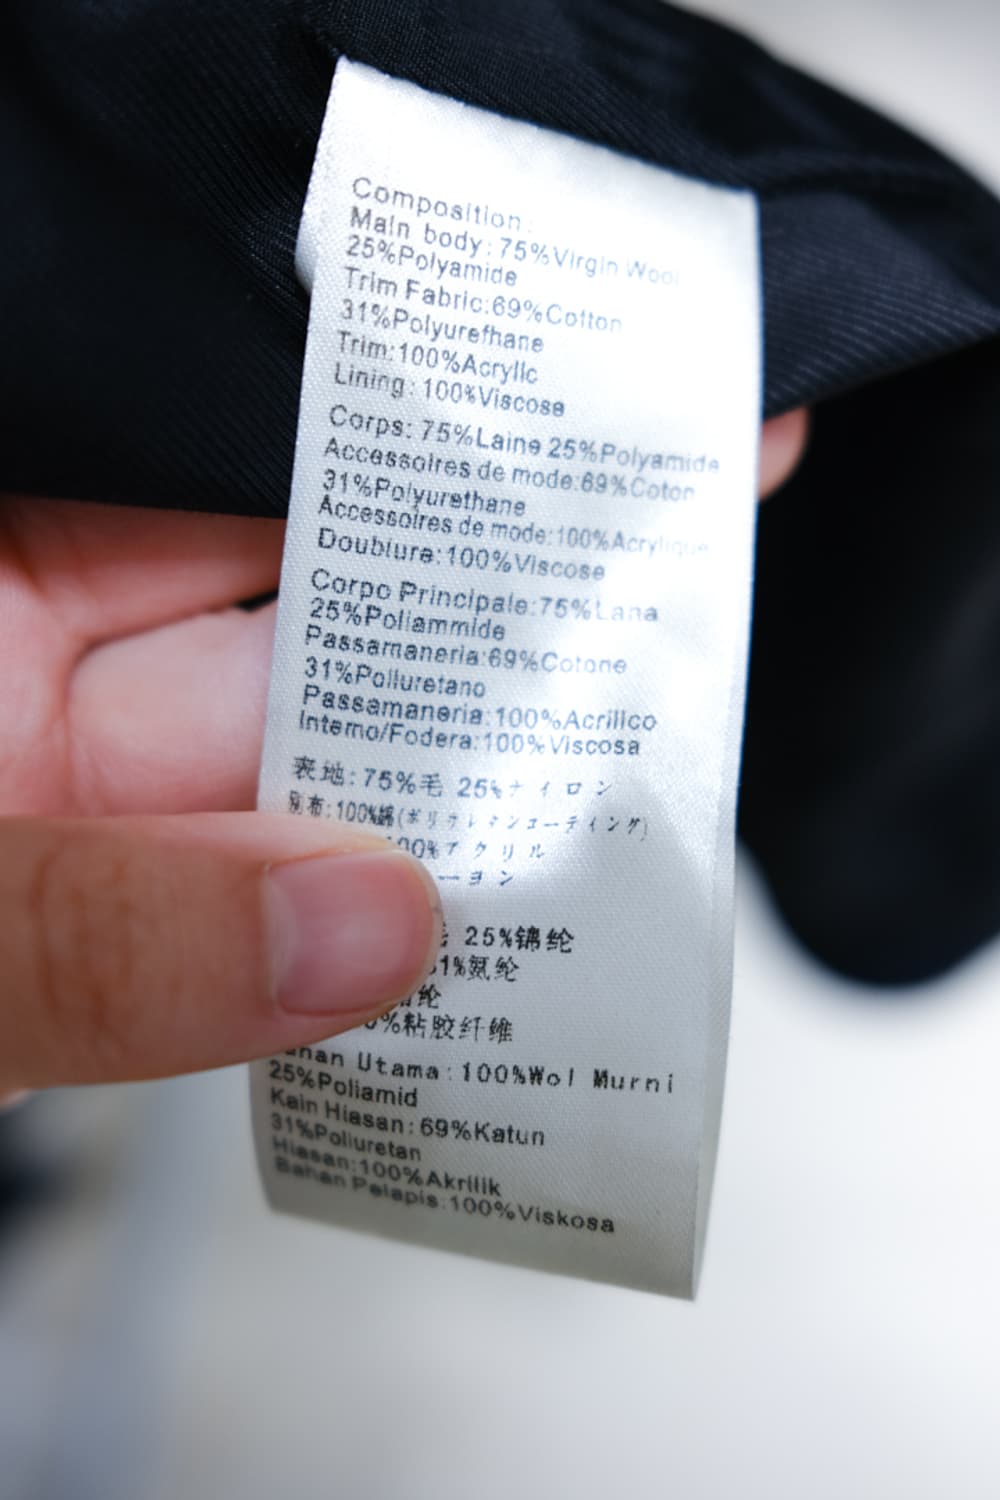 Composition:
Main body:75%Virgin Wool
25%Polyamide
Trim Fabric:69%Cotton
31%Polyurethane
Trim:100%Acrylic
Lining:100%Viscose
Corps: 75%Laine 25%Polyamide
Accessoires de mode:69%Coton
31%Polyurethane
Accessoires de mode:100%Acrylique
Doublure:100%Viscose
Corpo Principale:75%Lana
25%Poliammide
Passamaneria:69%Cotone
31%Poliuretano
Passamaneria:100%Acrilico
Interno/Fodera:100%Viscosa
表地:75%毛 25%ナイロン
別布:100%綿(ポリウレタンコーティング)
100%アクリル
ーヨン
25%锦纶
31%氨纶
纶
0%粘胶纤维
ahan Utama:100%Wol Murni
25%Poliamid
Kain Hiasan:69%Katun
31%Poliuretan
Hiasan:100%Akrilik
Bahan Pelapis:100%Viskosa